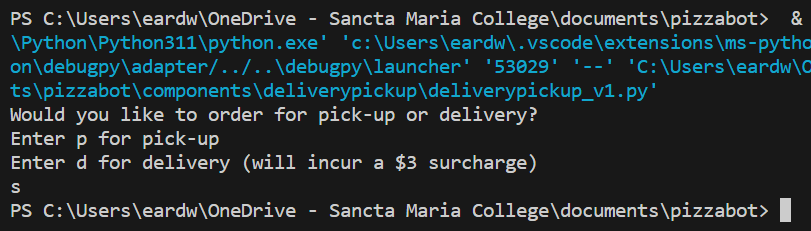 PS C:\Users\eardw\OneDrive - Sancta Maria College\documents\pizzabot>  &
\Python\Python311\python.exe' 'c:\Users\eardw\.vscode\extensions\ms-pytho
on\debugpy\adapter/../..\debugpy\launcher' '53029' '--' 'C:\Users\eardw\O
ts\pizzabot\components\deliverypickup\deliverypickup_v1.py'
Would you like to order for pick-up or delivery?
Enter p for pick-up
Enter d for delivery (will incur a $3 surcharge)
s
PS C:\Users\eardw\OneDrive - Sancta Maria College\documents\pizzabot>